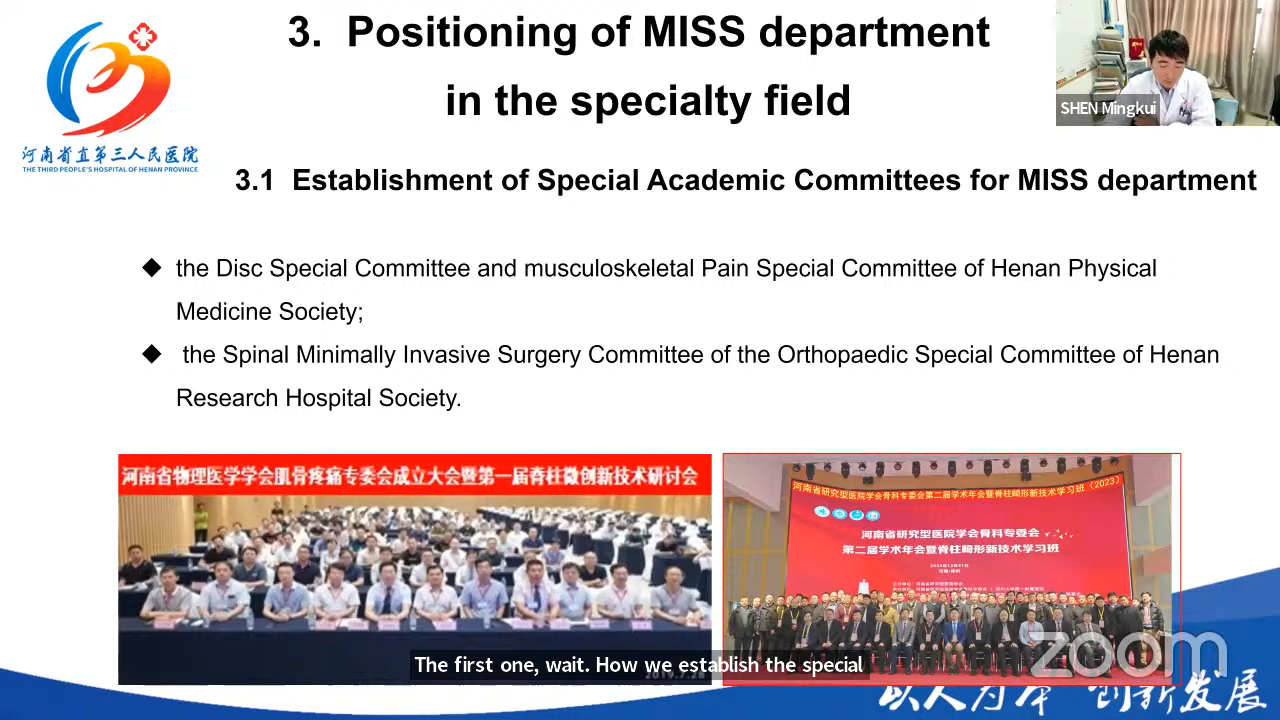 3. Positioning of MISS department
in the specialty field
SHEN Mingkui
河南省直第三人民医院
THE THIRD PEOPLE'S HOSPITAL OF HENAN PROVINCE
3.1 Establishment of Special Academic Committees for MISS department
the Disc Special Committee and musculoskeletal Pain Special Committee of Henan Physical
Medicine Society;
the Spinal Minimally Invasive Surgery Committee of the Orthopaedic Special Committee of Henan
Research Hospital Society.
河南省物理医学学会肌骨疼痛专委会成立大会暨第一届脊柱微创新技术研讨会
河南省研究型医院学会骨科专委会第二届学术年会暨脊柱畸形新技术学习班（2023）
河南省研究型医院学会骨科专委会
第二届学术年会暨脊柱畸形新技术学习班
The first one, wait. How we establish the special
zoom
以人为本 创新发展